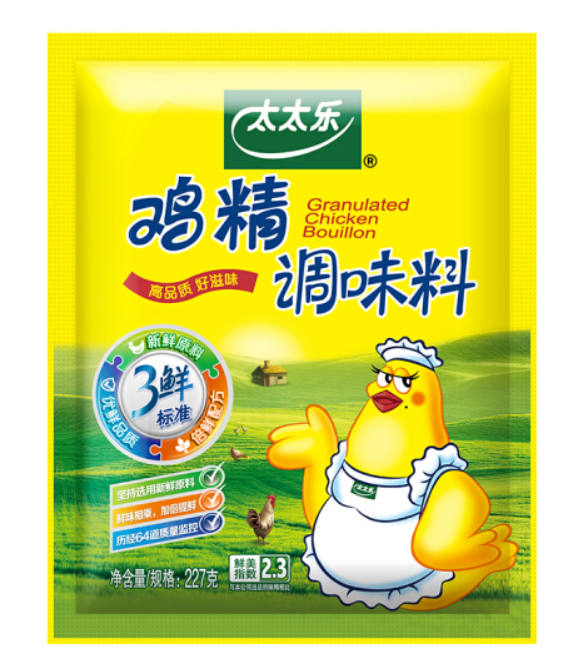 太太乐
®
鸡精
Granulated
Chicken
Bouillon
高品质 好滋味
调味料
新鲜原料
3鲜
标准
优鲜品质
倍鲜配方
坚持选用新鲜原料
鲜味相乘，加倍提鲜
历经64道质量监控
太太乐
净含量/规格：227克
鲜美
指数
2.3